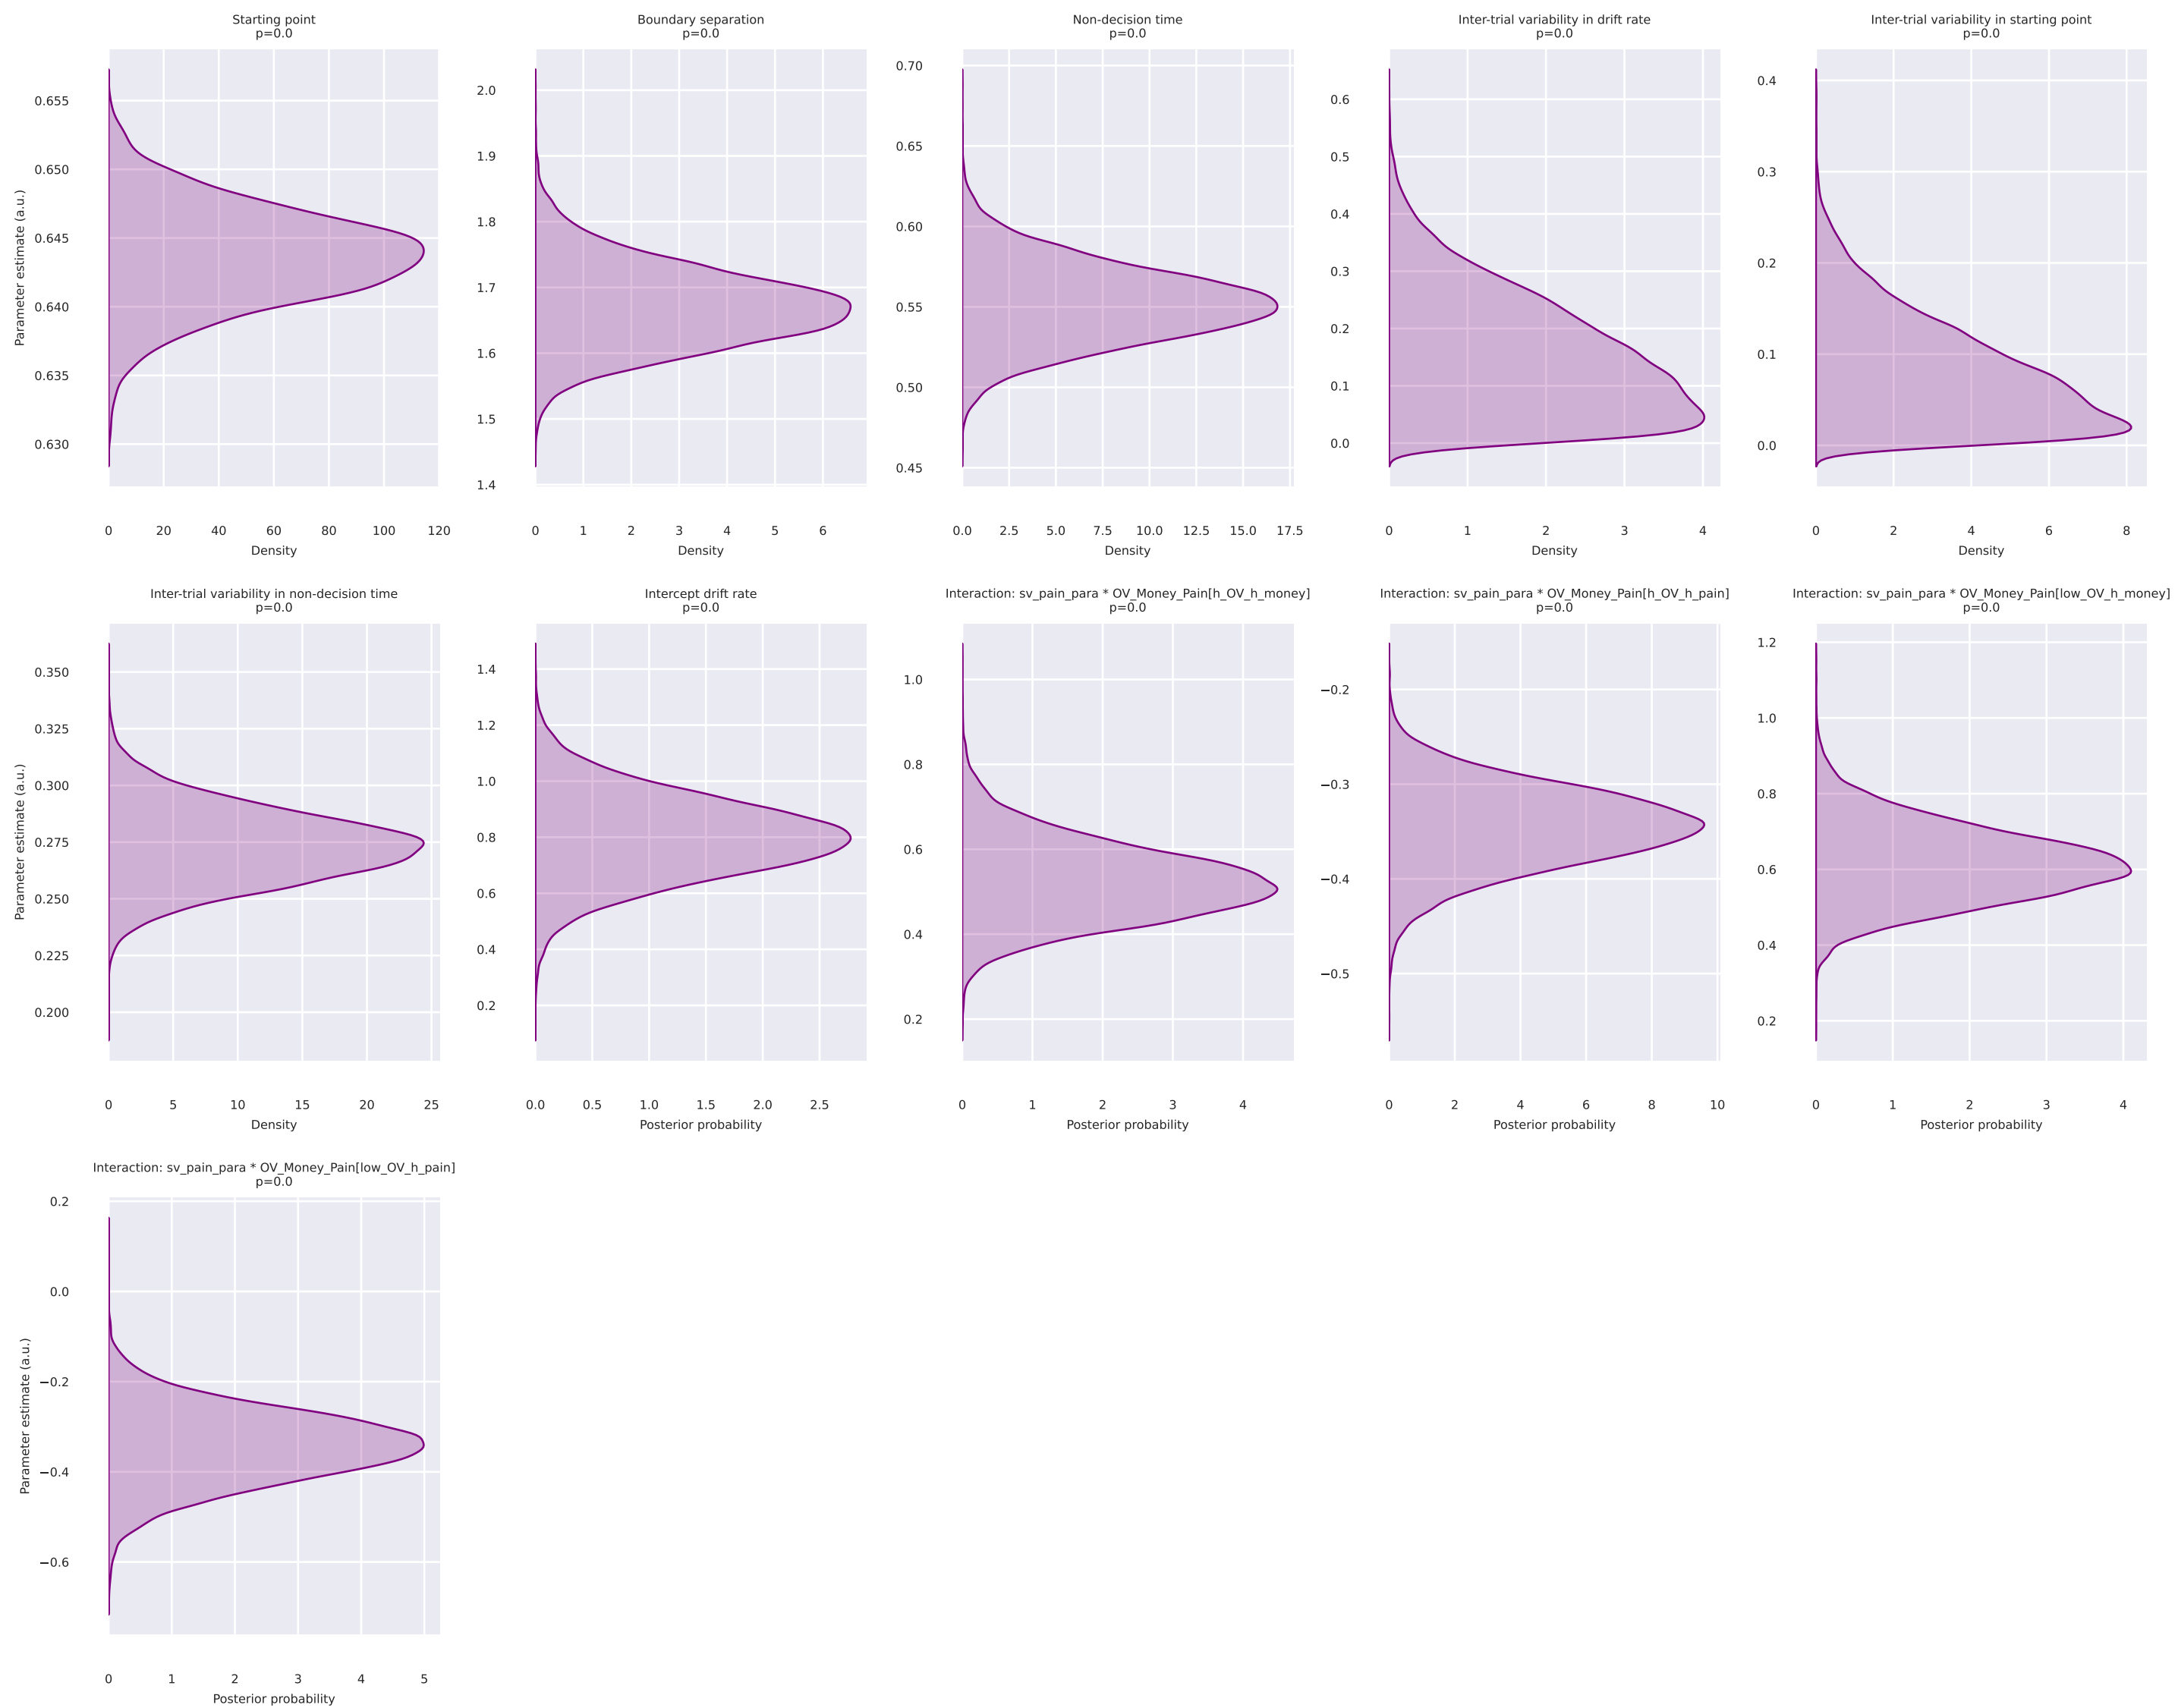 Starting point
p=0.0
Parameter estimate (a.u.)
0.655
0.650
0.645
0.640
0.635
0.630
0 20 40 60 80 100 120
Density
Boundary separation
p=0.0
2.0
1.9
1.8
1.7
1.6
1.5
1.4
0 1 2 3 4 5 6
Density
Non-decision time
p=0.0
0.70
0.65
0.60
0.55
0.50
0.45
0.0 2.5 5.0 7.5 10.0 12.5 15.0 17.5
Density
Inter-trial variability in drift rate
p=0.0
0.6
0.5
0.4
0.3
0.2
0.1
0.0
0 1 2 3 4
Density
Inter-trial variability in starting point
p=0.0
0.4
0.3
0.2
0.1
0.0
0 2 4 6 8
Density
Inter-trial variability in non-decision time
p=0.0
Parameter estimate (a.u.)
0.350
0.325
0.300
0.275
0.250
0.225
0.200
0 5 10 15 20 25
Density
Intercept drift rate
p=0.0
1.4
1.2
1.0
0.8
0.6
0.4
0.2
0.0 0.5 1.0 1.5 2.0 2.5
Posterior probability
Interaction: sv_pain_para * OV_Money_Pain[h_OV_h_money]
p=0.0
1.0
0.8
0.6
0.4
0.2
0 1 2 3 4
Posterior probability
Interaction: sv_pain_para * OV_Money_Pain[h_OV_h_pain]
p=0.0
−0.2
−0.3
−0.4
−0.5
0 2 4 6 8 10
Posterior probability
Interaction: sv_pain_para * OV_Money_Pain[low_OV_h_money]
p=0.0
1.2
1.0
0.8
0.6
0.4
0.2
0 1 2 3 4
Posterior probability
Interaction: sv_pain_para * OV_Money_Pain[low_OV_h_pain]
p=0.0
Parameter estimate (a.u.)
0.2
0.0
−0.2
−0.4
−0.6
0 1 2 3 4 5
Posterior probability